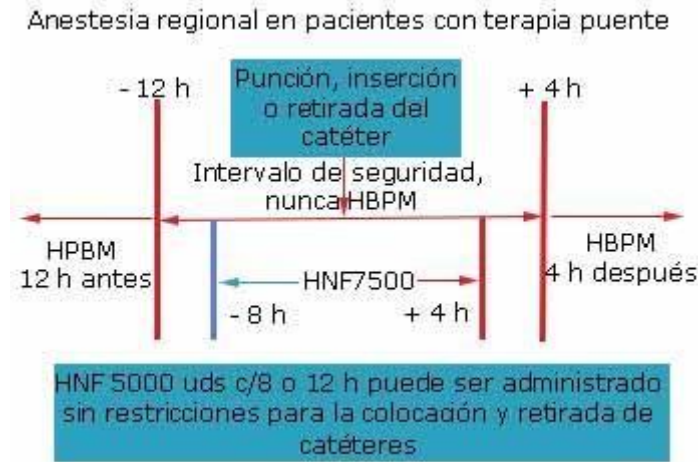 Anestesia regional en pacientes con terapia puente
- 12 h
Punción, inserción
o retirada del
catéter
+ 4 h
Intervalo de seguridad,
nunca HBPM
HPBM
12 h antes
HNF7500
HBPM
4 h después
- 8 h
+ 4 h
HNF 5000 uds c/8 o 12 h puede ser administrado
sin restricciones para la colocación y retirada de
catéteres